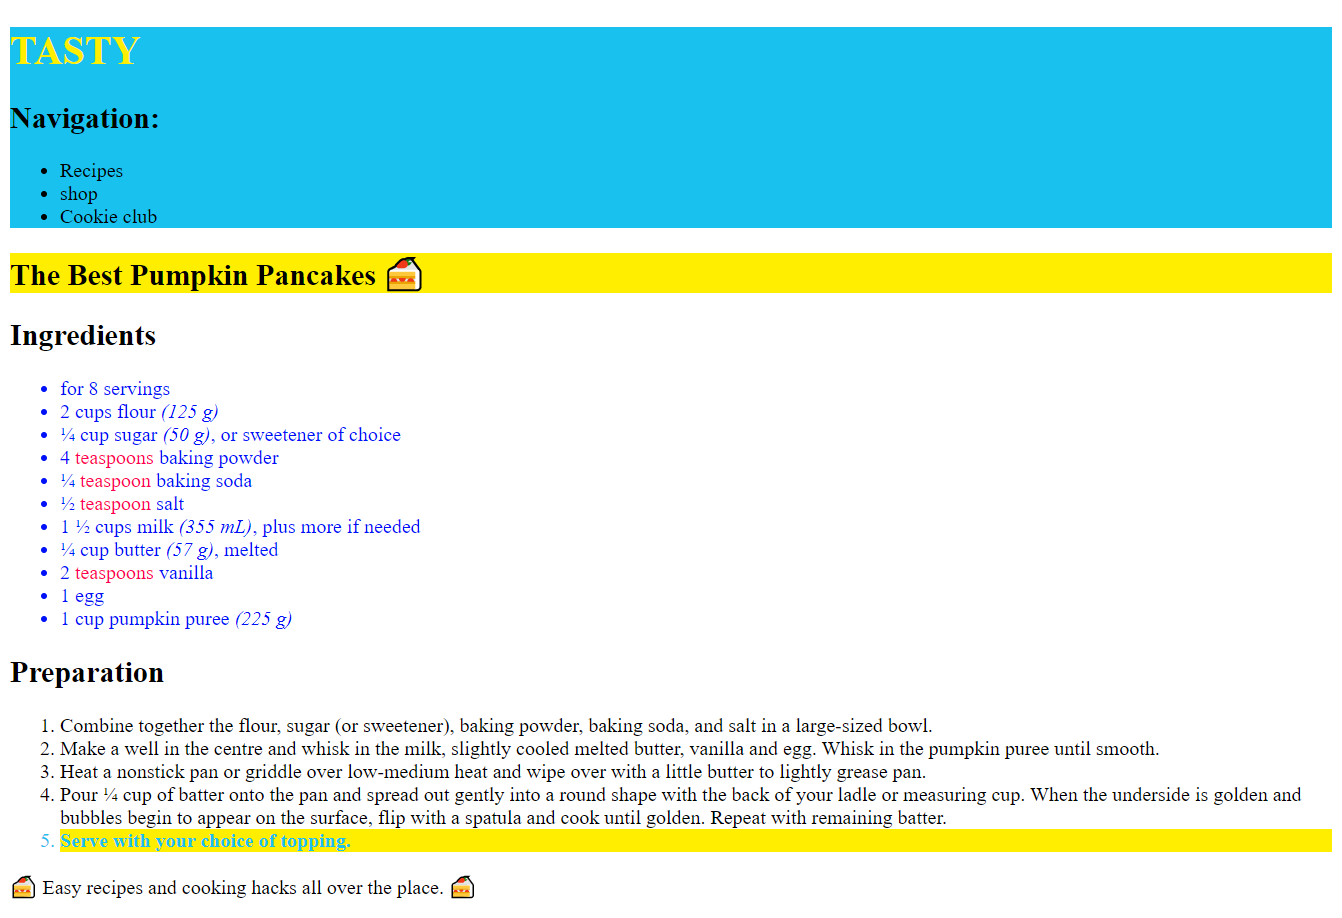 TASTY
Navigation:
• Recipes
• shop
• Cookie club
The Best Pumpkin Pancakes
Ingredients
• for 8 servings
• 2 cups flour (125 g)
• ¼ cup sugar (50 g), or sweetener of choice
• 4 teaspoons baking powder
• ¼ teaspoon baking soda
• ½ teaspoon salt
• 1 ½ cups milk (355 mL), plus more if needed
• ¼ cup butter (57 g), melted
• 2 teaspoons vanilla
• 1 egg
• 1 cup pumpkin puree (225 g)
Preparation
1. Combine together the flour, sugar (or sweetener), baking powder, baking soda, and salt in a large-sized bowl.
2. Make a well in the centre and whisk in the milk, slightly cooled melted butter, vanilla and egg. Whisk in the pumpkin puree until smooth.
3. Heat a nonstick pan or griddle over low-medium heat and wipe over with a little butter to lightly grease pan.
4. Pour ¼ cup of batter onto the pan and spread out gently into a round shape with the back of your ladle or measuring cup. When the underside is golden and
bubbles begin to appear on the surface, flip with a spatula and cook until golden. Repeat with remaining batter.
5. Serve with your choice of topping.
Easy recipes and cooking hacks all over the place.